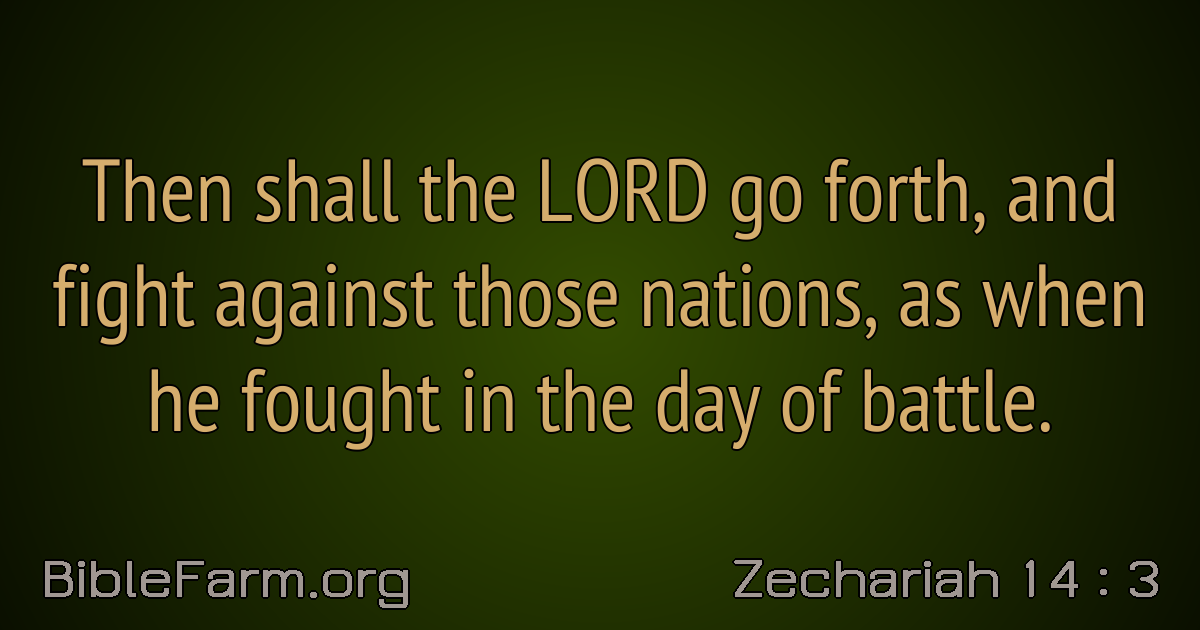 Then shall the LORD go forth, and
fight against those nations, as when
he fought in the day of battle.
BibleFarm.org
Zechariah 14 : 3